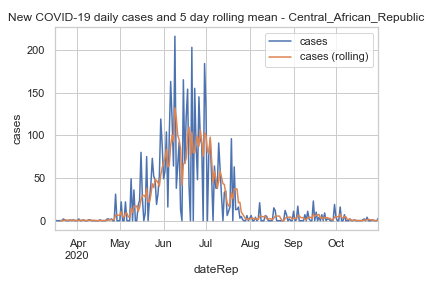 New COVID-19 daily cases and 5 day rolling mean - Central_African_Republic
cases
cases (rolling)
200
150
100
50
0
cases
Apr
2020
May
Jun
Jul
Aug
Sep
Oct
dateRep